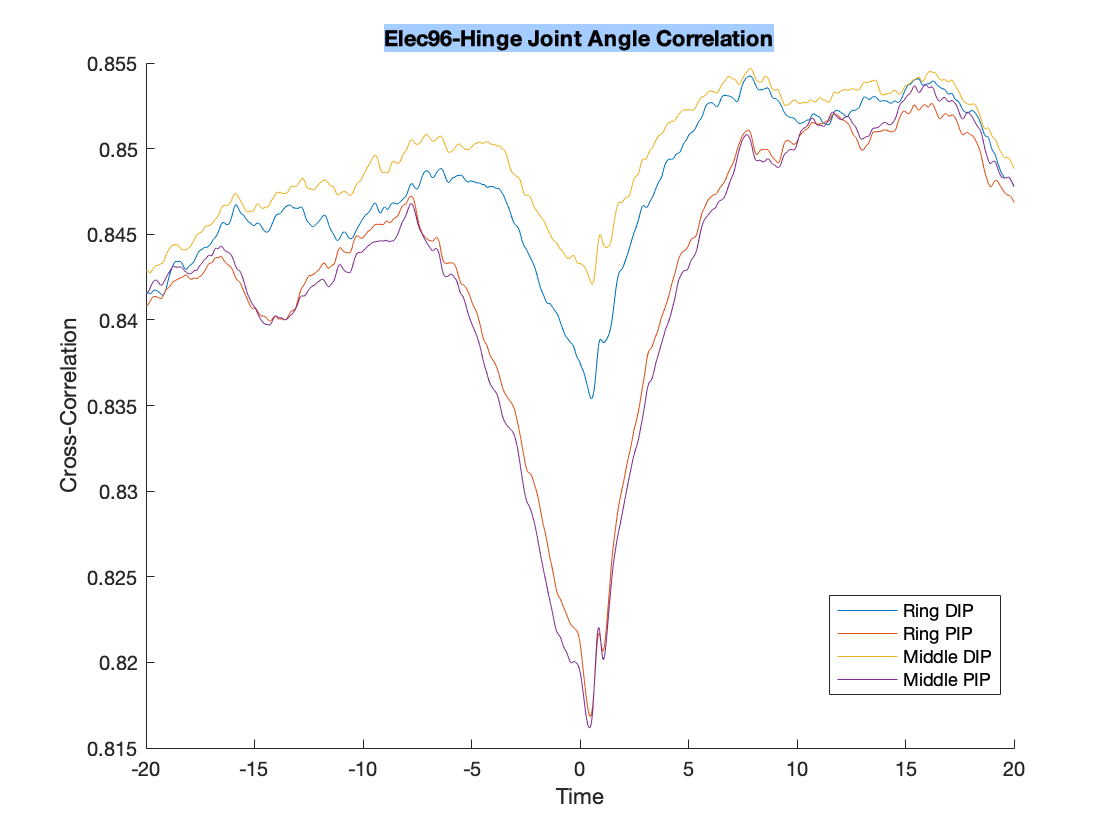 Elec96-Hinge Joint Angle Correlation
0.855
0.85
0.845
0.84
0.835
0.83
0.825
0.82
0.815
Cross-Correlation
-20 -15 -10 -5 0 5 10 15 20
Time
Ring DIP
Ring PIP
Middle DIP
Middle PIP